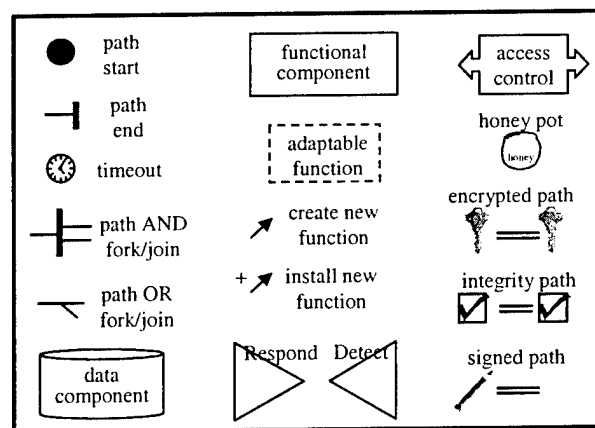 path
start
path
end
timeout
path AND
fork/join
path OR
fork/join
data
component
functional
component
adaptable
function
create new
function
+ install new
function
Respond Detect
access
control
honey pot
honey
encrypted path
integrity path
signed path